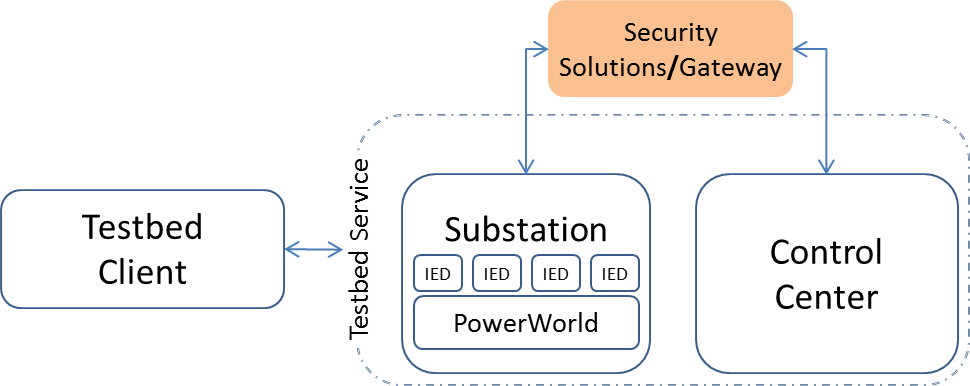 Security
Solutions/Gateway
Testbed Service
Testbed
Client
Substation
IED IED IED IED
PowerWorld
Control
Center